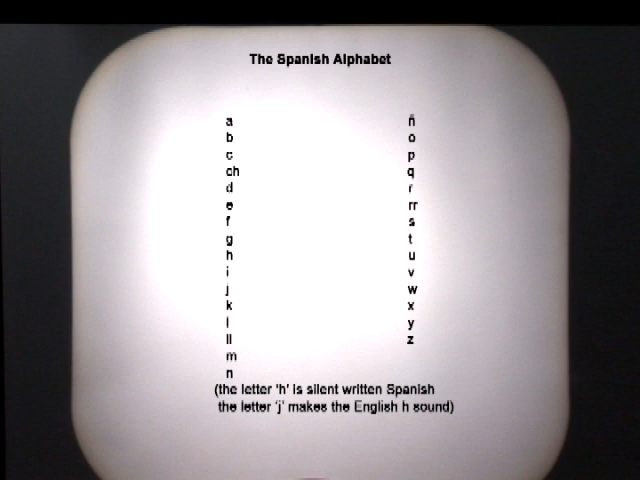 The Spanish Alphabet
a
b
c
ch
d
e
f
g
h
i
j
k
l
ll
m
n
ñ
o
p
q
r
rr
s
t
u
v
w
x
y
z
(the letter 'h' is silent written Spanish
the letter 'j' makes the English h sound)